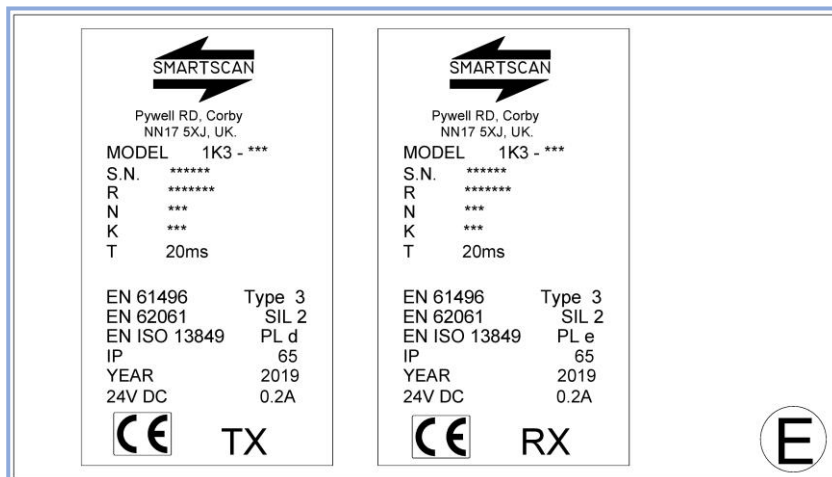 SMARTSCAN
Pywell RD, Corby
NN17 5XJ, UK.
MODEL 1K3 - ***
S.N. ******
R *******
N ***
K ***
T 20ms
EN 61496 Type 3
EN 62061 SIL 2
EN ISO 13849 PL d
IP 65
YEAR 2019
24V DC 0.2A
CE TX
SMARTSCAN
Pywell RD, Corby
NN17 5XJ, UK.
MODEL 1K3 - ***
S.N. ******
R *******
N ***
K ***
T 20ms
EN 61496 Type 3
EN 62061 SIL 2
EN ISO 13849 PL e
IP 65
YEAR 2019
24V DC 0.2A
CE RX
E